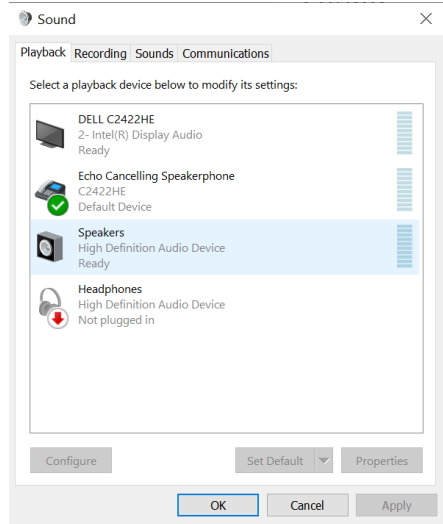 Sound
Playback Recording Sounds Communications
Select a playback device below to modify its settings:
DELL C2422HE
2- Intel(R) Display Audio
Ready
Echo Cancelling Speakerphone
C2422HE
Default Device
Speakers
High Definition Audio Device
Ready
Headphones
High Definition Audio Device
Not plugged in
Configure Set Default Properties
OK Cancel Apply